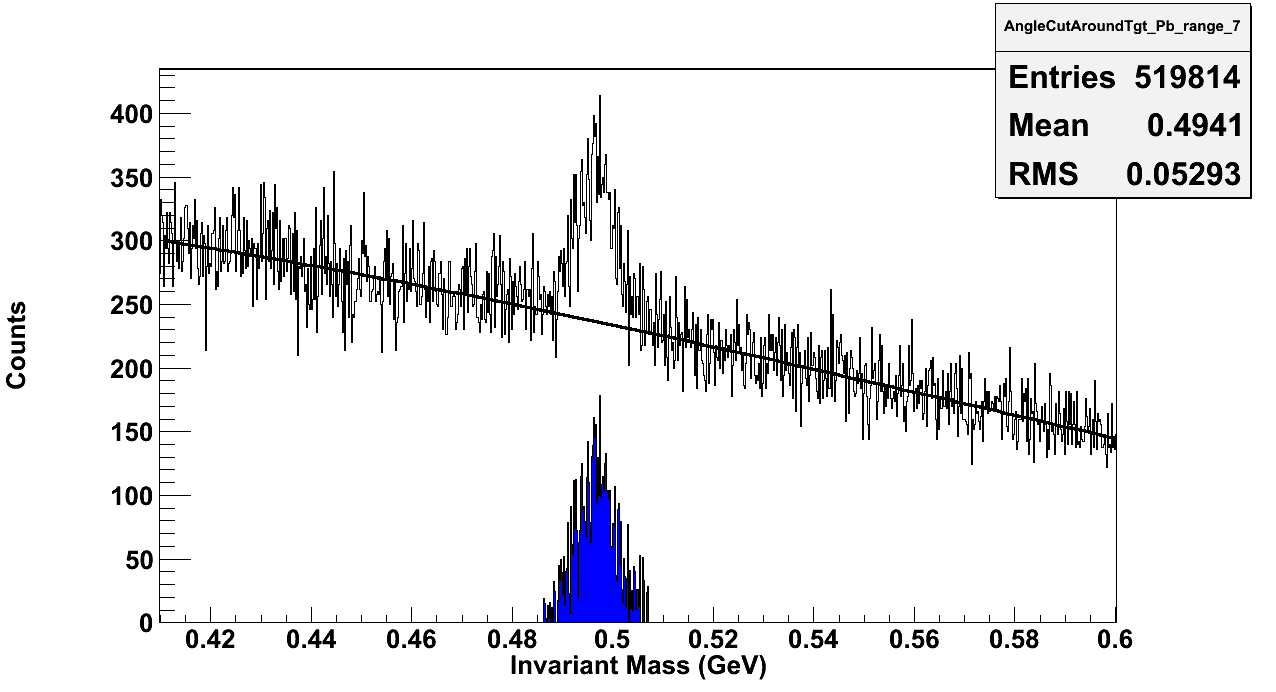 AngleCutAroundTgt_Pb_range_7
Entries 519814
Mean 0.4941
RMS 0.05293
Counts
400
350
300
250
200
150
100
50
0
0.42 0.44 0.46 0.48 0.5 0.52 0.54 0.56 0.58 0.6
Invariant Mass (GeV)